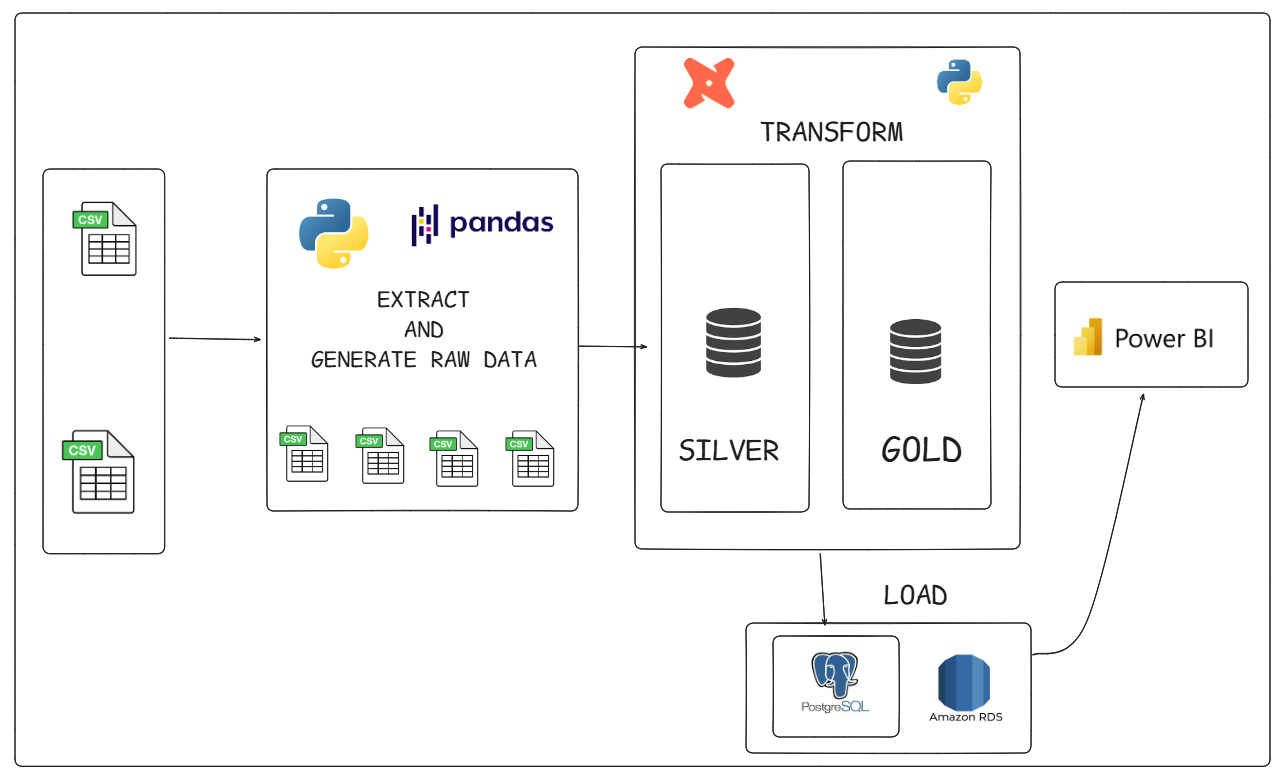 CSV
CSV
pandas
EXTRACT
AND
GENERATE RAW DATA
CSV
CSV
CSV
CSV
TRANSFORM
SILVER
GOLD
Power BI
LOAD
PostgreSQL
Amazon RDS